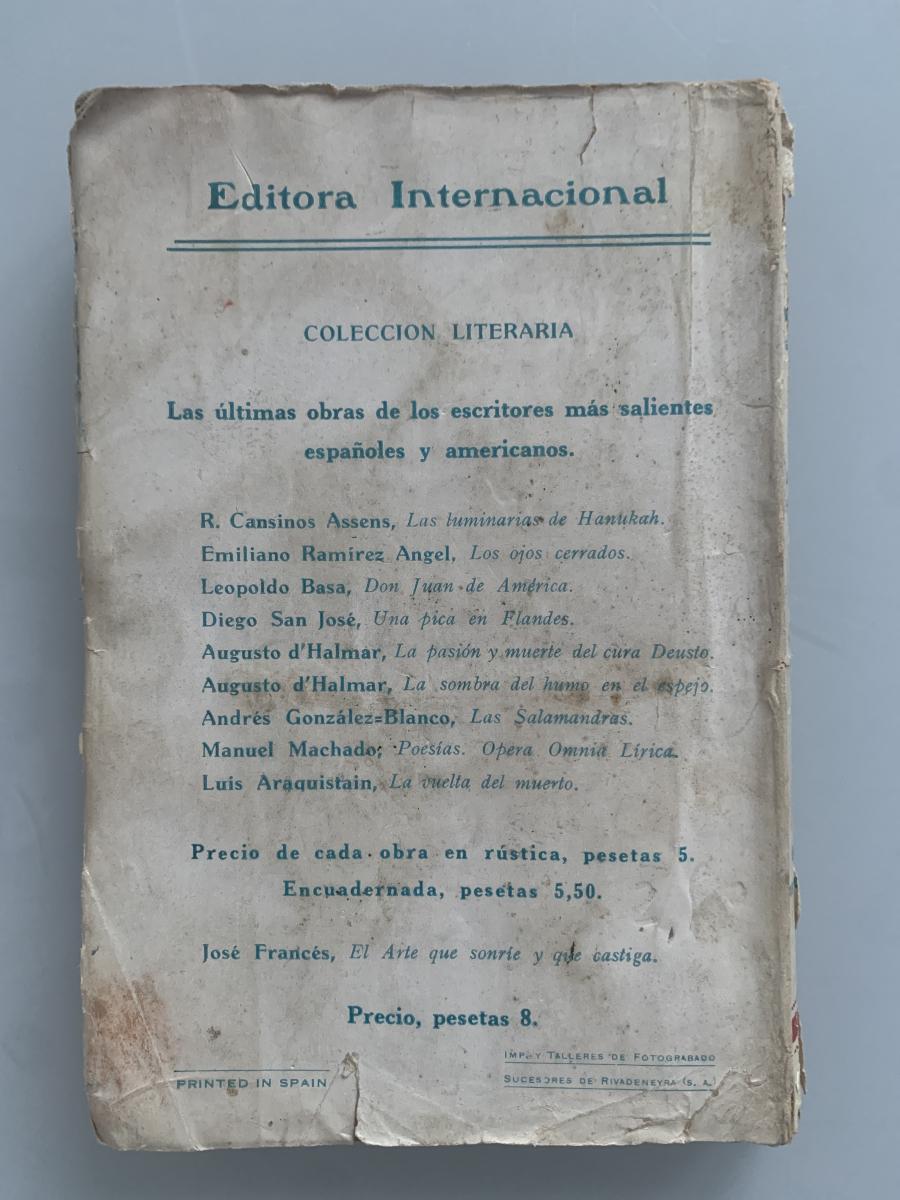 Editora Internacional
COLECCION LITERARIA
Las últimas obras de los escritores más salientes
españoles y americanos.
R. Cansinos Assens, Las luminarias de Hanukah.
Emiliano Ramírez Angel, Los ojos cerrados.
Leopoldo Basa, Don Juan de América.
Diego San José, Una pica en Flandes.
Augusto d'Halmar, La pasión y muerte del cura Deusto.
Augusto d'Halmar, La sombra del humo en el espejo.
Andrés González=Blanco, Las Salamandras.
Manuel Machado; Poesías. Opera Omnia Lírica.
Luis Araquistain, La vuelta del muerto.
Precio de cada obra en rústica, pesetas 5.
Encuadernada, pesetas 5,50.
José Francés, El Arte que sonríe y que castiga.
Precio, pesetas 8.
IMP. Y TALLERES DE FOTOGRABADO
SUCESORES DE RIVADENEYRA (S. A.)
PRINTED IN SPAIN